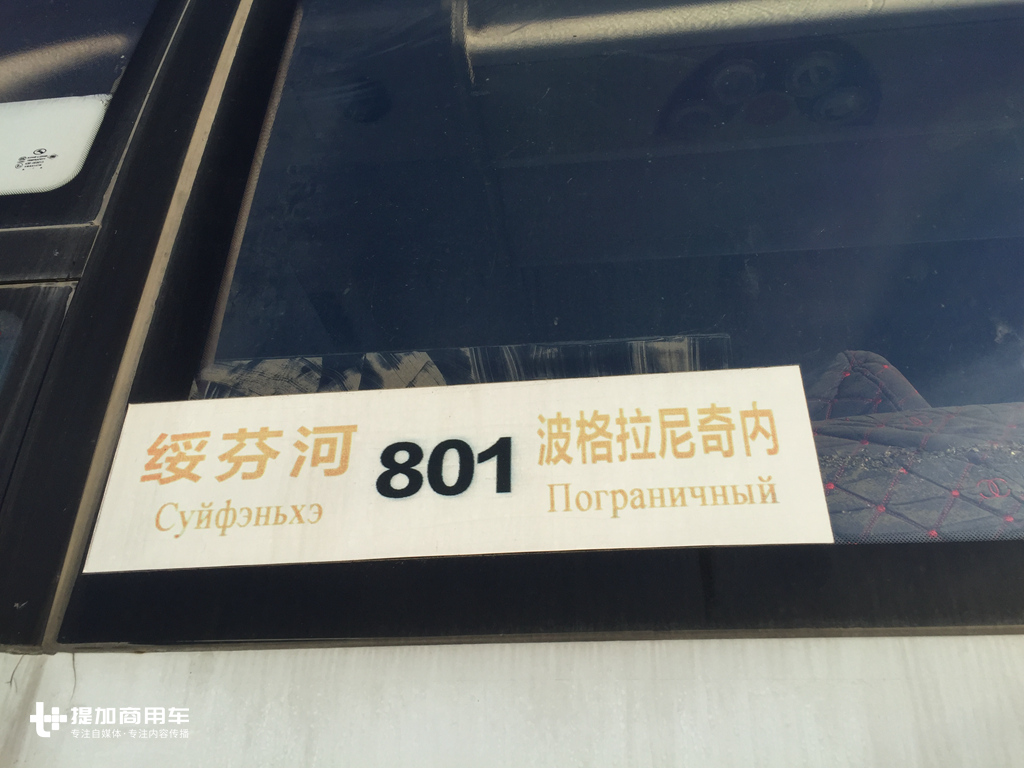 绥芬河
Суйфэньхэ
801
波格拉尼奇内
Пограничный
提加商用车
专注自媒体·专注内容传播